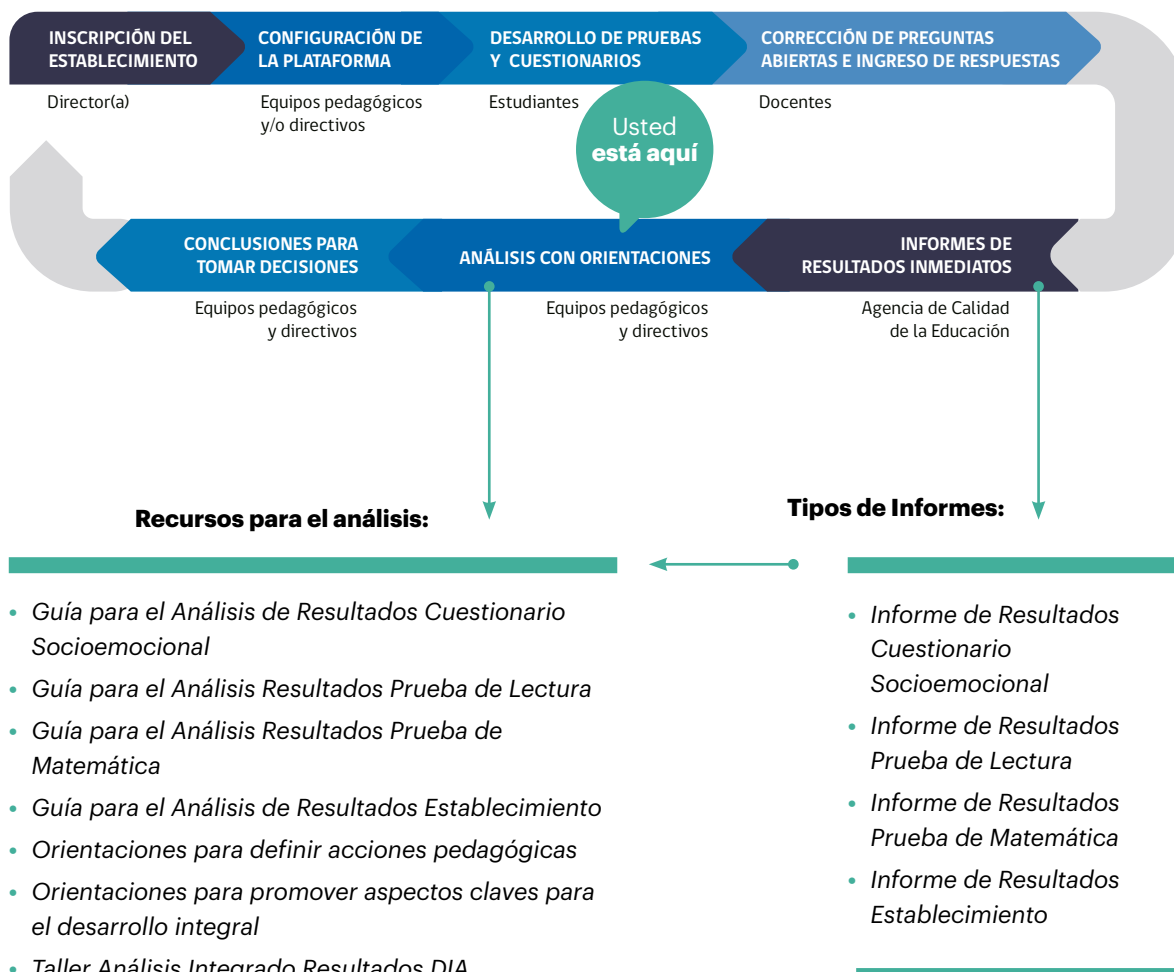 INSCRIPCIÓN DEL
ESTABLECIMIENTO
Director(a)
CONFIGURACIÓN DE
LA PLATAFORMA
Equipos pedagógicos
y/o directivos
DESARROLLO DE PRUEBAS
Y CUESTIONARIOS
Estudiantes
CORRECCIÓN DE PREGUNTAS
ABIERTAS E INGRESO DE RESPUESTAS
Docentes
Usted
está aquí
INFORMES DE
RESULTADOS INMEDIATOS
Agencia de Calidad
de la Educación
ANÁLISIS CON ORIENTACIONES
Equipos pedagógicos
y directivos
CONCLUSIONES PARA
TOMAR DECISIONES
Equipos pedagógicos
y directivos
Recursos para el análisis:
• Guía para el Análisis de Resultados Cuestionario
Socioemocional
• Guía para el Análisis Resultados Prueba de Lectura
• Guía para el Análisis Resultados Prueba de
Matemática
• Guía para el Análisis de Resultados Establecimiento
• Orientaciones para definir acciones pedagógicas
• Orientaciones para promover aspectos claves para
el desarrollo integral
• Taller Análisis Integrado Resultados DIA
Tipos de Informes:
• Informe de Resultados
Cuestionario
Socioemocional
• Informe de Resultados
Prueba de Lectura
• Informe de Resultados
Prueba de Matemática
• Informe de Resultados
Establecimiento